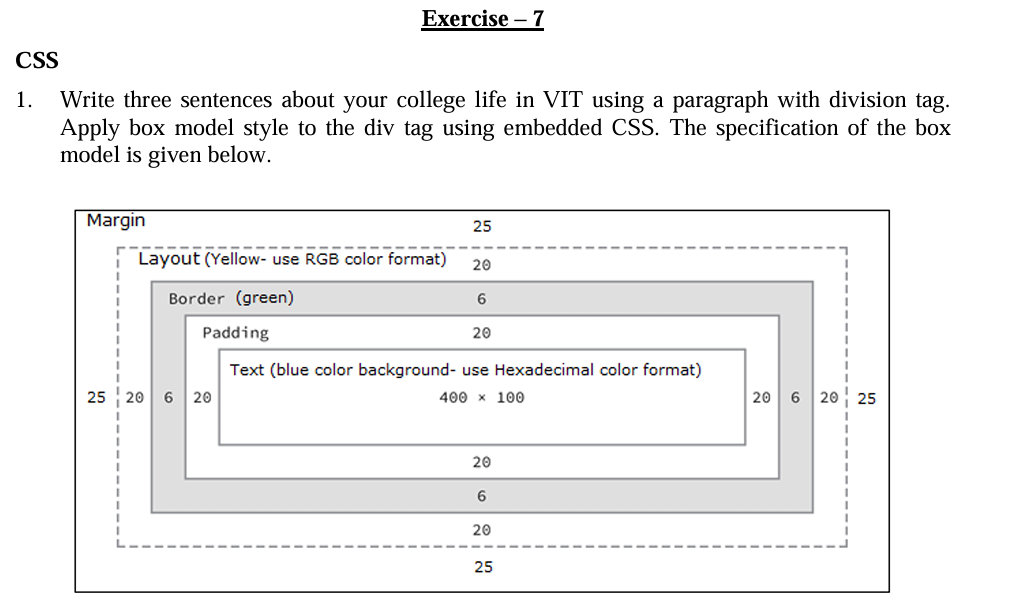 Exercise – 7
CSS
1. Write three sentences about your college life in VIT using a paragraph with division tag.
Apply box model style to the div tag using embedded CSS. The specification of the box
model is given below.
Margin
25
Layout (Yellow- use RGB color format)
20
Border (green)
6
Padding
20
Text (blue color background- use Hexadecimal color format)
25 20 6 20 400 × 100 20 6 20 25
20
6
20
25